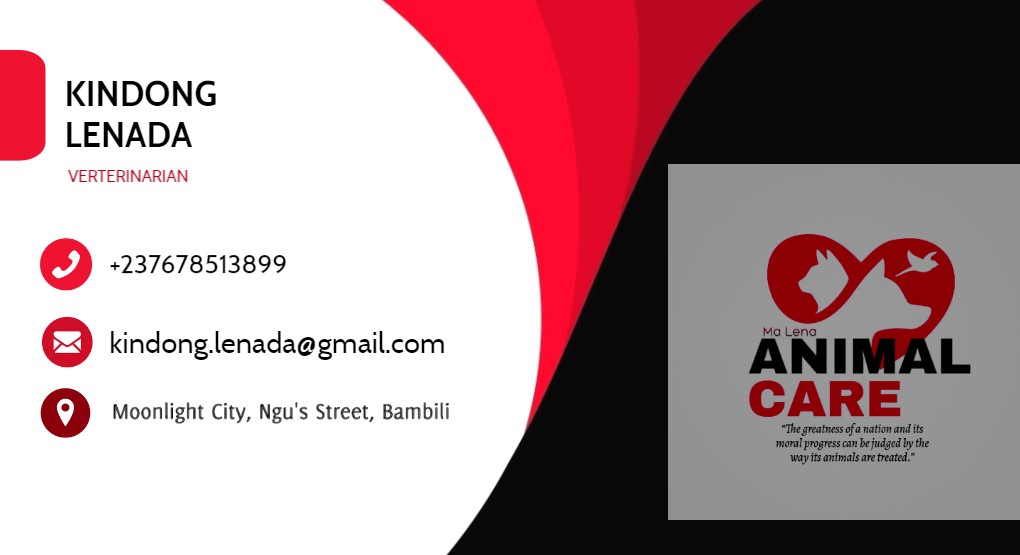 KINDONG
LENADA
VERTERINARIAN
+237678513899
kindong.lenada@gmail.com
Moonlight City, Ngu's Street, Bambili
Ma Lena
ANIMAL
CARE
“The greatness of a nation and its
moral progress can be judged by the
way its animals are treated.”